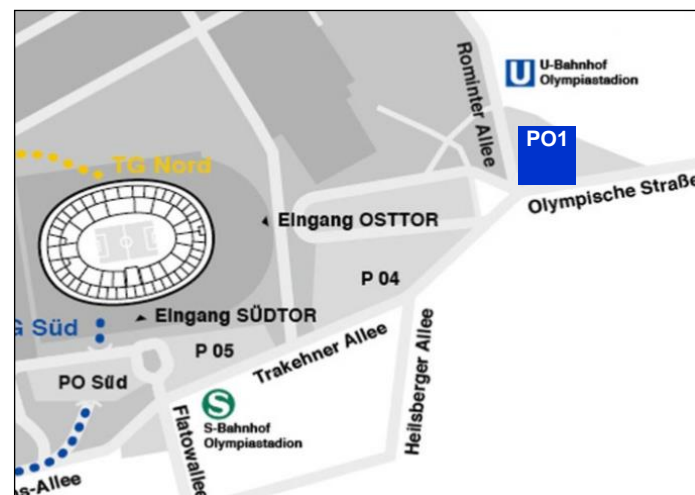 Rominter Allee
U
U-Bahnhof
Olympiastadion
PO1
TG Nord
Olympische Straße
Eingang OSTTOR
P 04
G Süd
Eingang SÜDTOR
P 05
Trakehner Allee
Heilsberger Allee
PO Süd
S
S-Bahnhof
Olympiastadion
Flatowallee
os-Allee